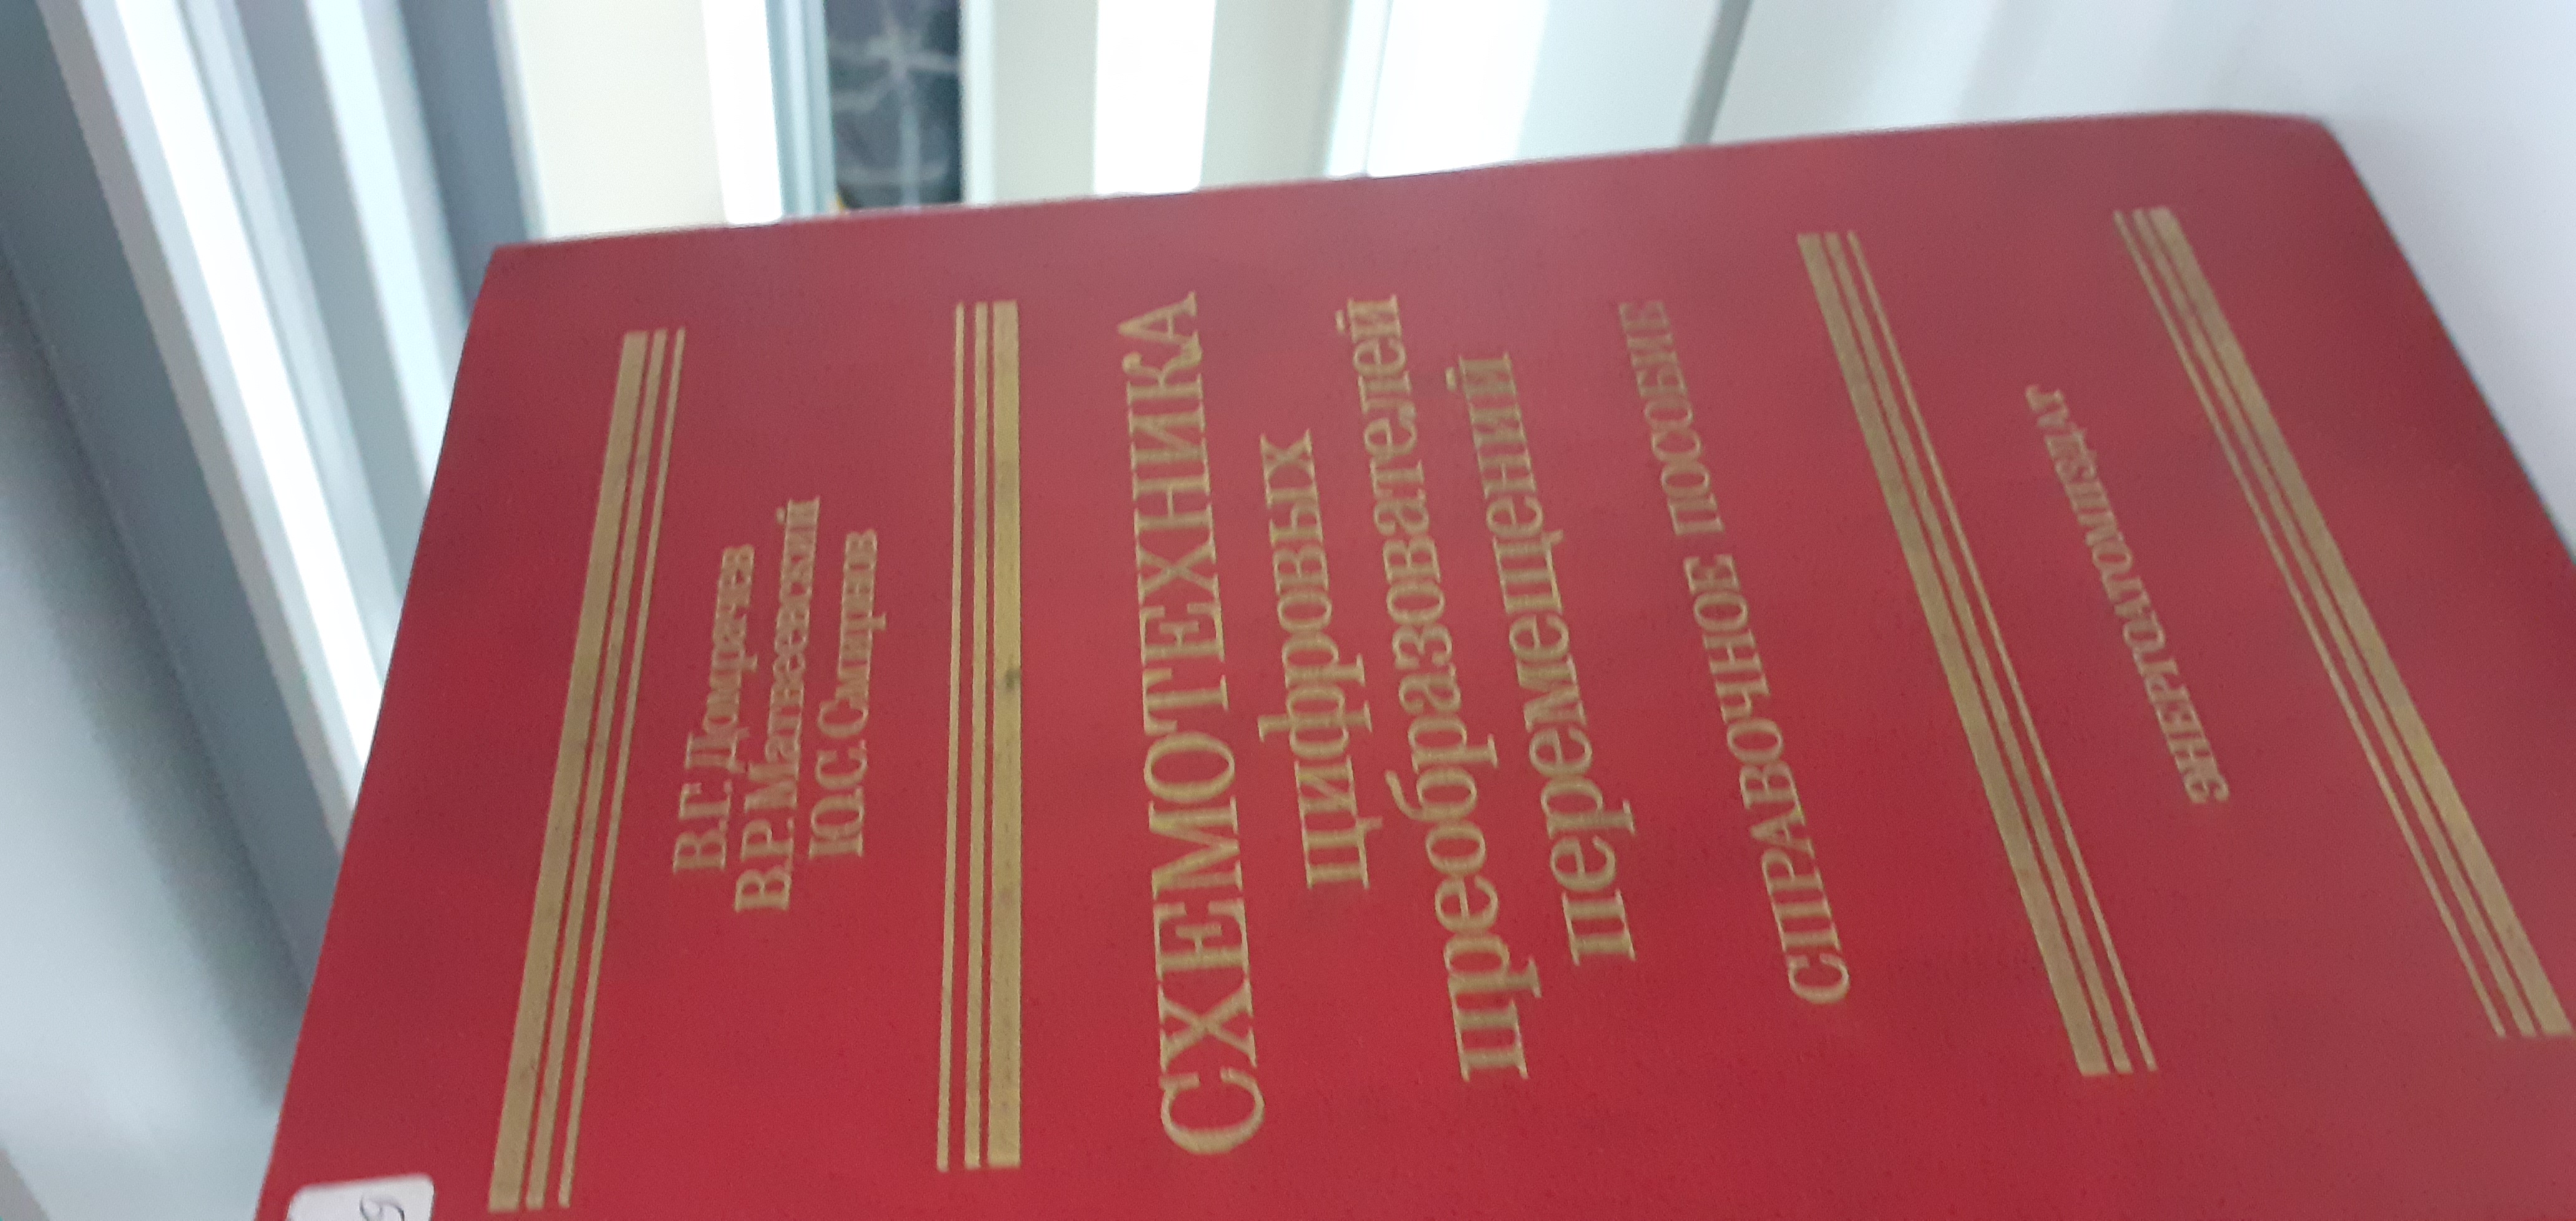 В.Г. Домрачев
В.Р. Матвеевский
Ю.С. Смирнов
СХЕМОТЕХНИКА
цифровых
преобразователей
перемещений
СПРАВОЧНОЕ ПОСОБИЕ
ЭНЕРГОАТОМИЗДАТ